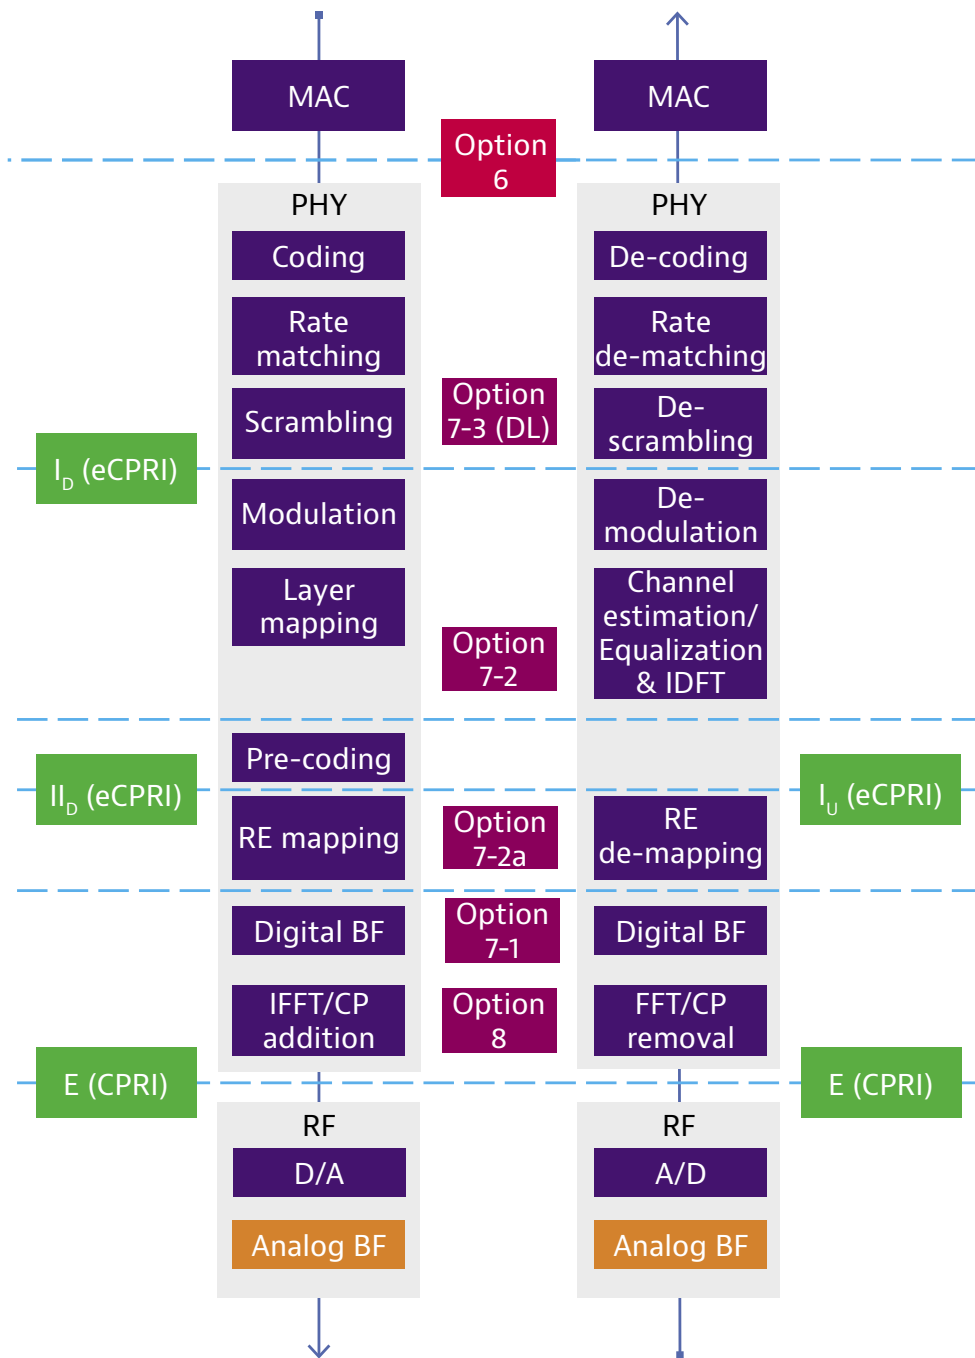 MAC
MAC
Option
6
PHY
PHY
Coding
De-coding
Rate
matching
Rate
de-matching
Option
7-3 (DL)
Scrambling
De-
scrambling
I_D (eCPRI)
Modulation
De-
modulation
Layer
mapping
Channel
estimation/
Equalization
& IDFT
Option
7-2
Pre-coding
II_D (eCPRI)
I_U (eCPRI)
RE mapping
Option
7-2a
RE
de-mapping
Digital BF
Option
7-1
Digital BF
IFFT/CP
addition
Option
8
FFT/CP
removal
E (CPRI)
E (CPRI)
RF
RF
D/A
A/D
Analog BF
Analog BF